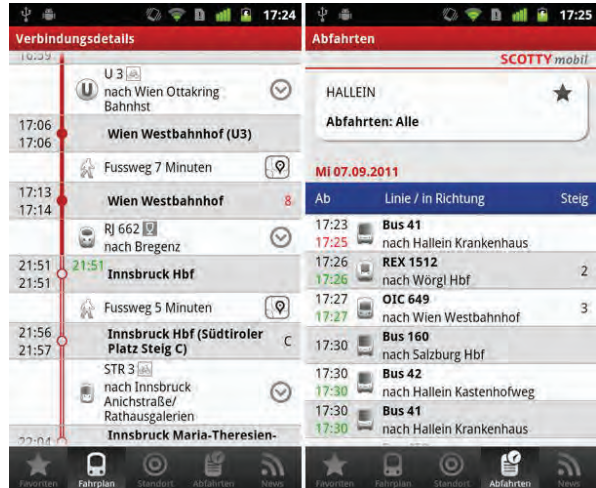 17:24
Verbindungsdetails
16:59
U 3
U nach Wien Ottakring
Bahnhst
17:06
17:06 Wien Westbahnhof (U3)
Fussweg 7 Minuten
17:13
17:14 Wien Westbahnhof 8
RJ 662
nach Bregenz
21:51 21:51
21:51 Innsbruck Hbf
Fussweg 5 Minuten
21:56 Innsbruck Hbf (Südtiroler
21:57 Platz Steig C) C
STR 3
nach Innsbruck
Anichstraße/
Rathausgalerien
22:04 Innsbruck Maria-Theresien-
Favoriten Fahrplan Standort Abfahrten News
17:25
Abfahrten
SCOTTY mobil
HALLEIN
Abfahrten: Alle
Mi 07.09.2011
Ab Linie / in Richtung Steig
17:23 Bus 41
17:25 nach Hallein Krankenhaus
17:26 REX 1512
17:26 nach Wörgl Hbf 2
17:27 OIC 649
17:27 nach Wien Westbahnhof 3
17:30 Bus 160
nach Salzburg Hbf
17:30 Bus 42
17:30 nach Hallein Kastenhofweg
17:30 Bus 41
17:30 nach Hallein Krankenhaus
Favoriten Fahrplan Standort Abfahrten News